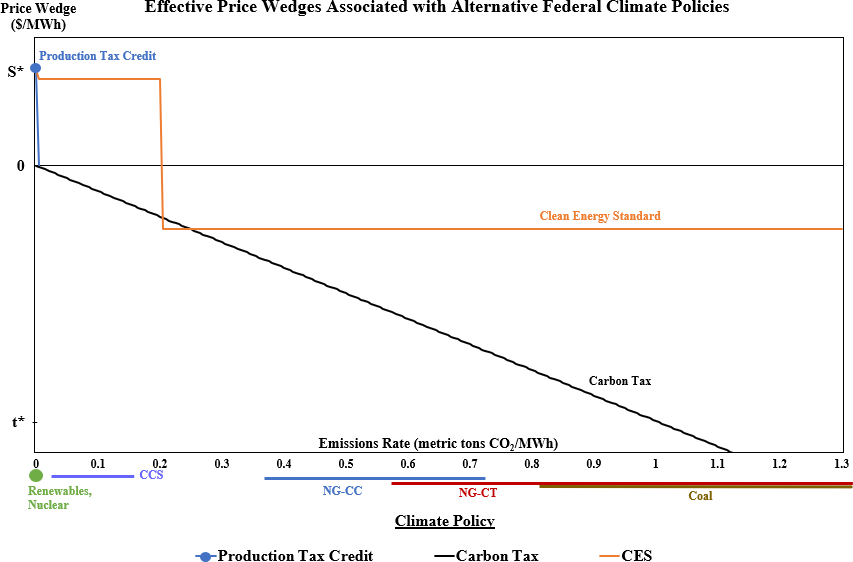 Effective Price Wedges Associated with Alternative Federal Climate Policies
Price Wedge
($/MWh)
Production Tax Credit
S*
0
Clean Energy Standard
Carbon Tax
t*
Emissions Rate (metric tons CO₂/MWh)
0 0.1 0.2 0.3 0.4 0.5 0.6 0.7 0.8 0.9 1 1.1 1.2 1.3
CCS
Renewables,
Nuclear
NG-CC
NG-CT
Coal
Climate Policy
Production Tax Credit
Carbon Tax
CES